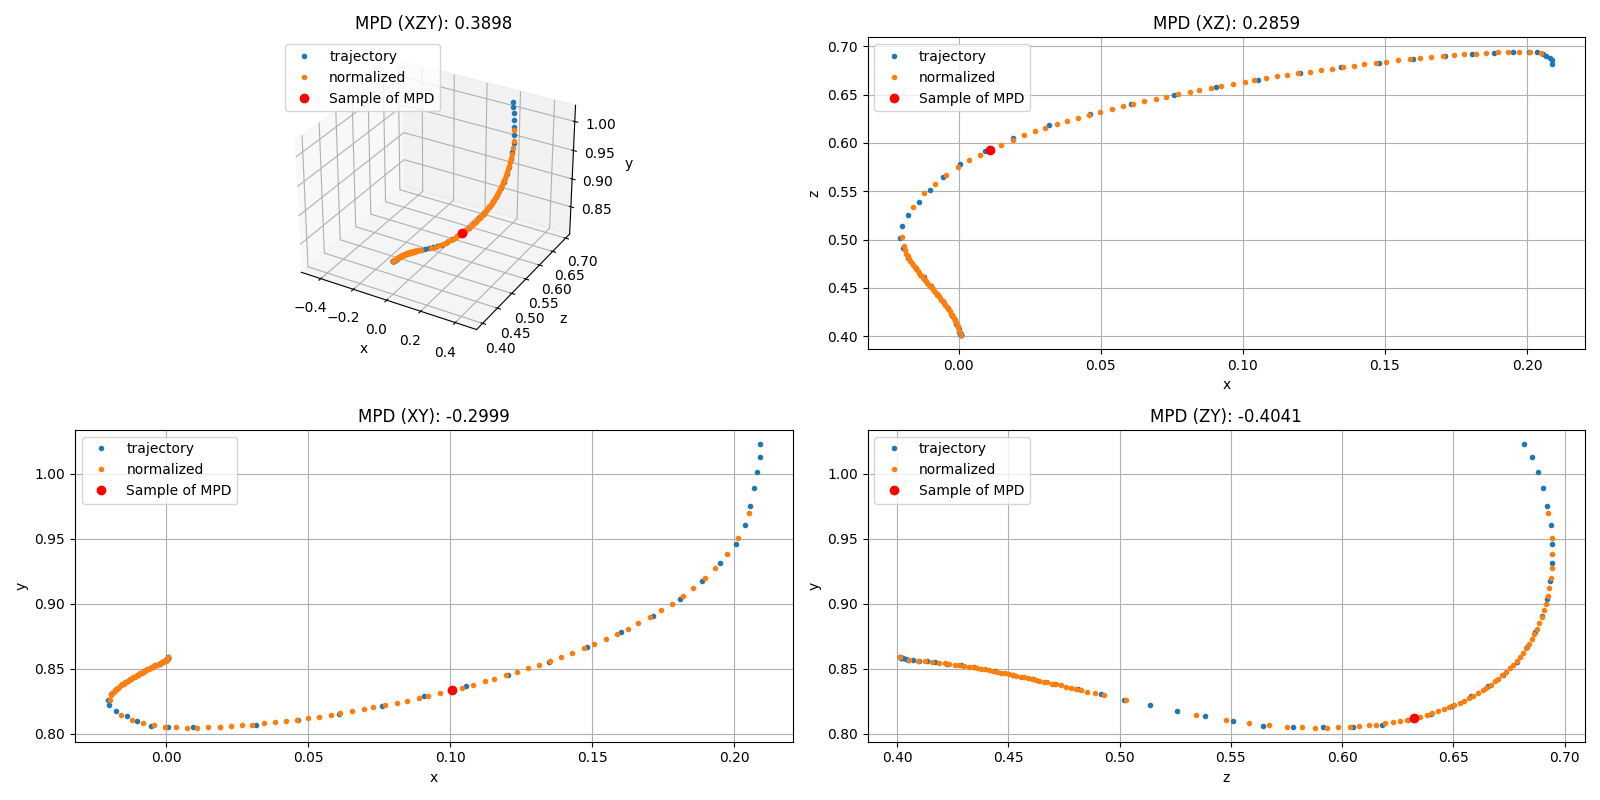 MPD (XZY): 0.3898
trajectory
normalized
Sample of MPD
1.00
0.95
0.90
0.85
y
0.70
0.65
0.60
0.55
0.50
0.45
0.40
z
−0.4
−0.2
0.0
0.2
0.4
x
MPD (XZ): 0.2859
trajectory
normalized
Sample of MPD
0.70
0.65
0.60
0.55
0.50
0.45
0.40
z
0.00 0.05 0.10 0.15 0.20
x
MPD (XY): -0.2999
trajectory
normalized
Sample of MPD
1.00
0.95
0.90
0.85
0.80
y
0.00 0.05 0.10 0.15 0.20
x
MPD (ZY): -0.4041
trajectory
normalized
Sample of MPD
1.00
0.95
0.90
0.85
0.80
y
0.40 0.45 0.50 0.55 0.60 0.65 0.70
z